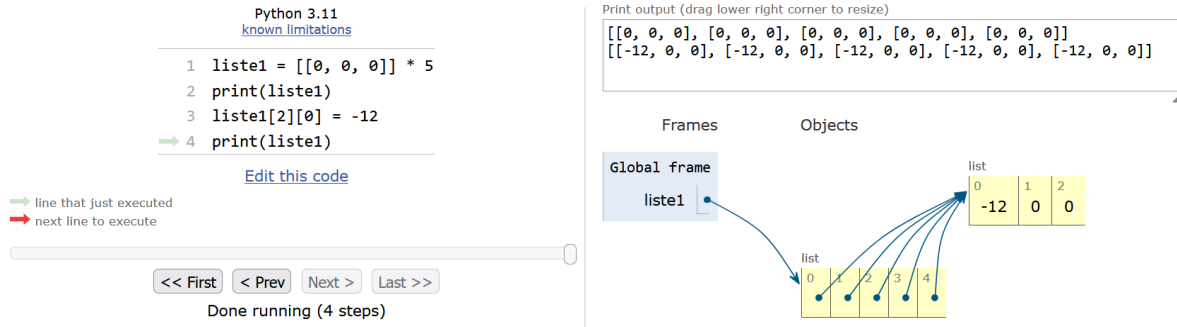 Python 3.11
known limitations
1 liste1 = [[0, 0, 0]] * 5
2 print(liste1)
3 liste1[2][0] = -12
4 print(liste1)
Edit this code
line that just executed
next line to execute
<< First
< Prev
Next >
Last >>
Done running (4 steps)
Print output (drag lower right corner to resize)
[[0, 0, 0], [0, 0, 0], [0, 0, 0], [0, 0, 0], [0, 0, 0]]
[[-12, 0, 0], [-12, 0, 0], [-12, 0, 0], [-12, 0, 0], [-12, 0, 0]]
Frames
Objects
Global frame
liste1
list
0 1 2
-12 0 0
list
0 1 2 3 4